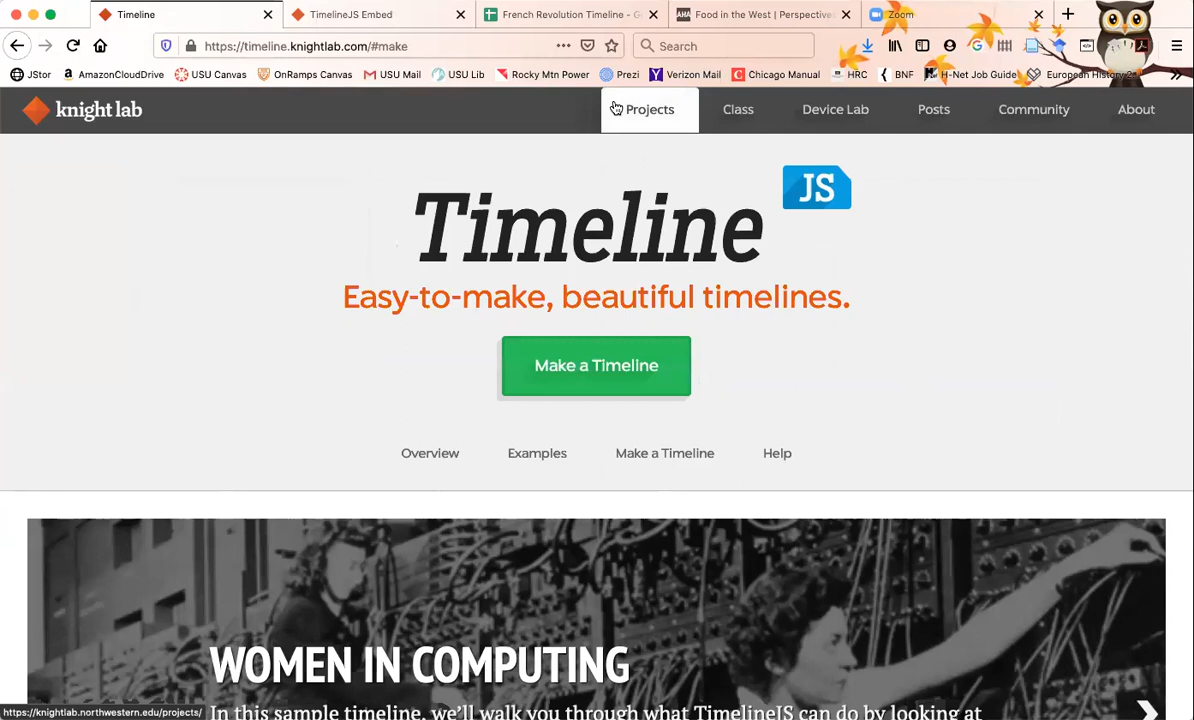 Timeline
TimelineJS Embed
French Revolution Timeline - G
AHA Food in the West | Perspectives
Zoom
https://timeline.knightlab.com/#make
Search
JStor AmazonCloudDrive USU Canvas OnRamps Canvas USU Mail USU Lib Rocky Mtn Power Prezi Verizon Mail Chicago Manual HRC BNF H-Net Job Guide European History
knight lab
Projects Class Device Lab Posts Community About
Timeline JS
Easy-to-make, beautiful timelines.
Make a Timeline
Overview Examples Make a Timeline Help
WOMEN IN COMPUTING
In this sample timeline, we'll walk you through what TimelineJS can do by looking at
https://knightlab.northwestern.edu/projects/